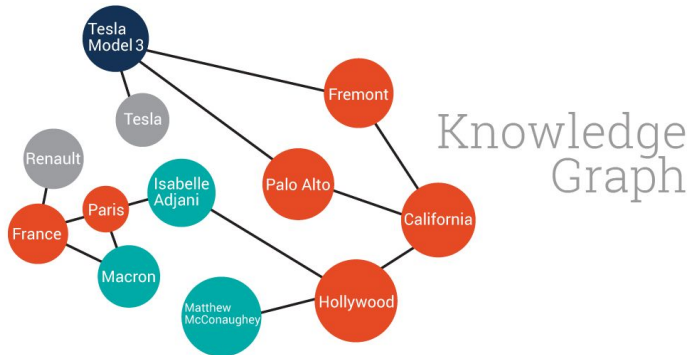 Tesla
Model 3
Fremont
Tesla
Knowledge
Graph
Renault
Isabelle
Adjani
Palo Alto
Paris
California
France
Macron
Hollywood
Matthew
McConaughey